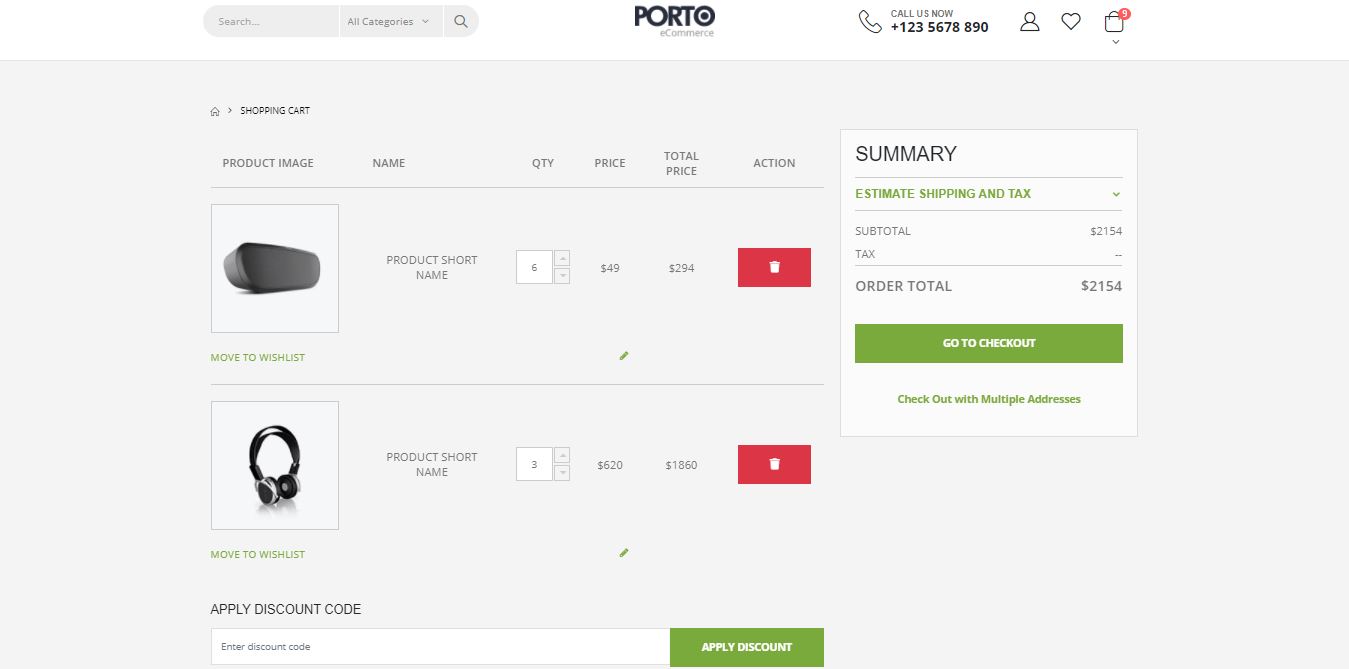 Search...
All Categories
PORTO
eCommerce
CALL US NOW
+123 5678 890
9
SHOPPING CART
PRODUCT IMAGE
NAME
QTY
PRICE
TOTAL
PRICE
ACTION
PRODUCT SHORT
NAME
6
$49
$294
MOVE TO WISHLIST
PRODUCT SHORT
NAME
3
$620
$1860
MOVE TO WISHLIST
APPLY DISCOUNT CODE
Enter discount code
APPLY DISCOUNT
SUMMARY
ESTIMATE SHIPPING AND TAX
SUBTOTAL $2154
TAX --
ORDER TOTAL $2154
GO TO CHECKOUT
Check Out with Multiple Addresses